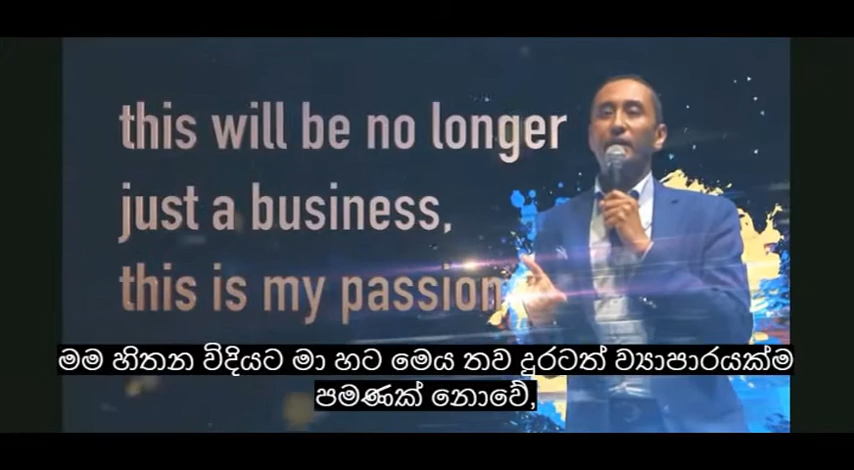 this will be no longer
just a business,
this is my passion
මම හිතන විදියට මා හට මෙය තව දුරටත් ව්‍යාපාරයක්ම
පමණක් නොවේ,